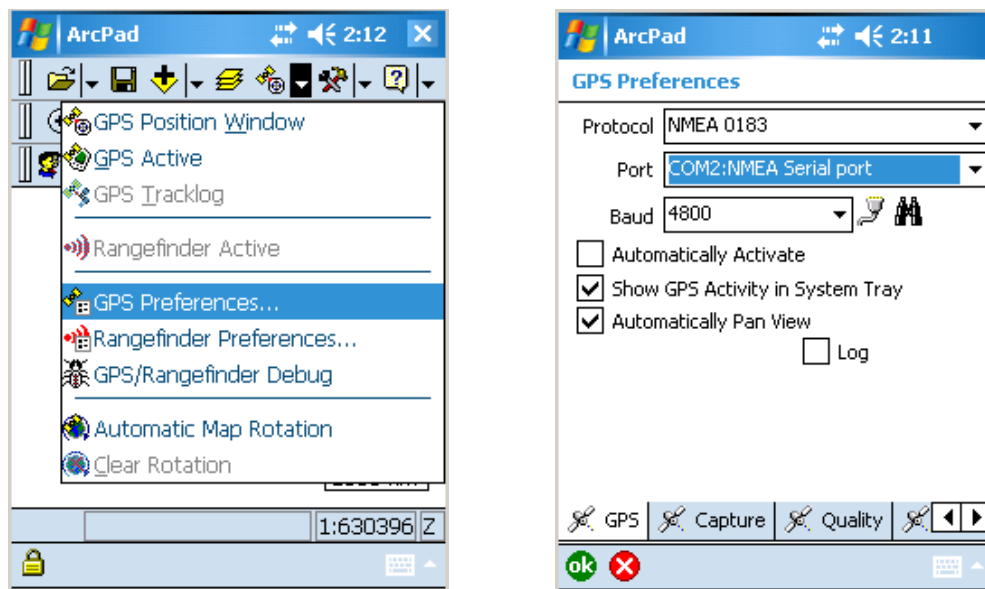 ArcPad 2:12
GPS Position Window
GPS Active
GPS Tracklog
Rangefinder Active
GPS Preferences...
Rangefinder Preferences...
GPS/Rangefinder Debug
Automatic Map Rotation
Clear Rotation
1:630396 Z
ArcPad 2:11
GPS Preferences
Protocol NMEA 0183
Port COM2:NMEA Serial port
Baud 4800
Automatically Activate
Show GPS Activity in System Tray
Automatically Pan View
Log
GPS Capture Quality
ok